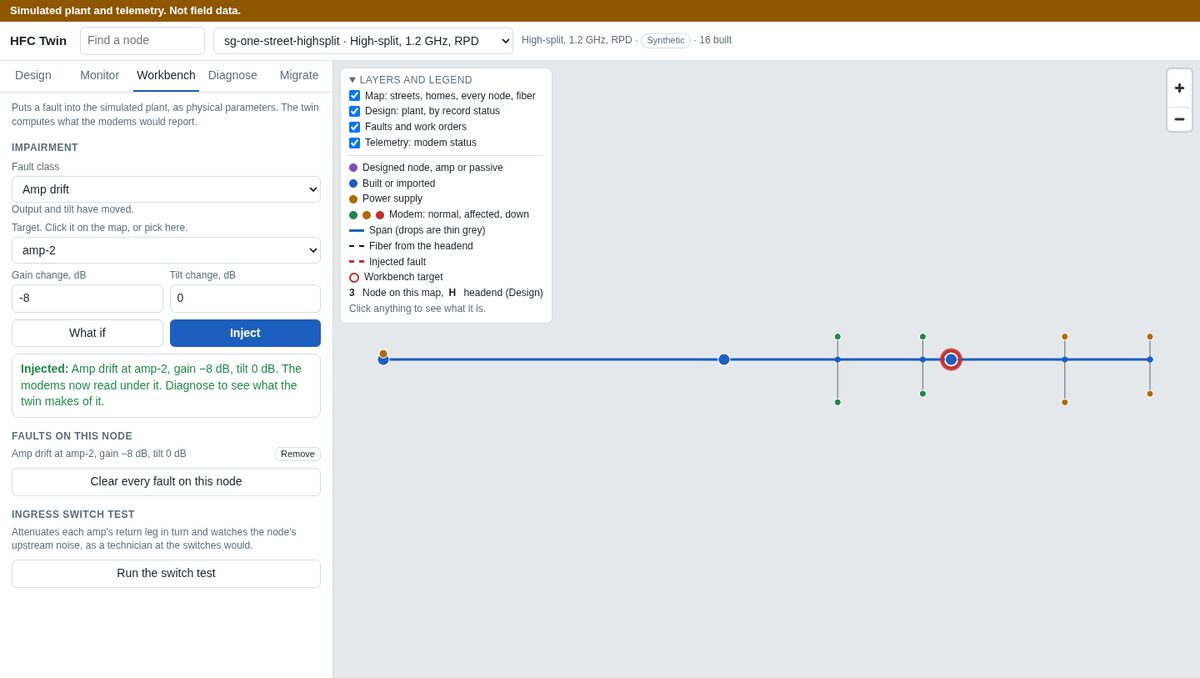 Simulated plant and telemetry. Not field data.
HFC Twin
Find a node
sg-one-street-highsplit · High-split, 1.2 GHz, RPD
High-split, 1.2 GHz, RPD · Synthetic · 16 built
Design Monitor Workbench Diagnose Migrate
Puts a fault into the simulated plant, as physical parameters. The twin
computes what the modems would report.
IMPAIRMENT
Fault class
Amp drift
Output and tilt have moved.
Target. Click it on the map, or pick here.
amp-2
Gain change, dB Tilt change, dB
-8 0
What if Inject
Injected: Amp drift at amp-2, gain −8 dB, tilt 0 dB. The
modems now read under it. Diagnose to see what the
twin makes of it.
FAULTS ON THIS NODE
Amp drift at amp-2, gain −8 dB, tilt 0 dB Remove
Clear every fault on this node
INGRESS SWITCH TEST
Attenuates each amp's return leg in turn and watches the node's
upstream noise, as a technician at the switches would.
Run the switch test
▼ LAYERS AND LEGEND
Map: streets, homes, every node, fiber
Design: plant, by record status
Faults and work orders
Telemetry: modem status
Designed node, amp or passive
Built or imported
Power supply
Modem: normal, affected, down
Span (drops are thin grey)
Fiber from the headend
Injected fault
Workbench target
3 Node on this map, H headend (Design)
Click anything to see what it is.
+
−